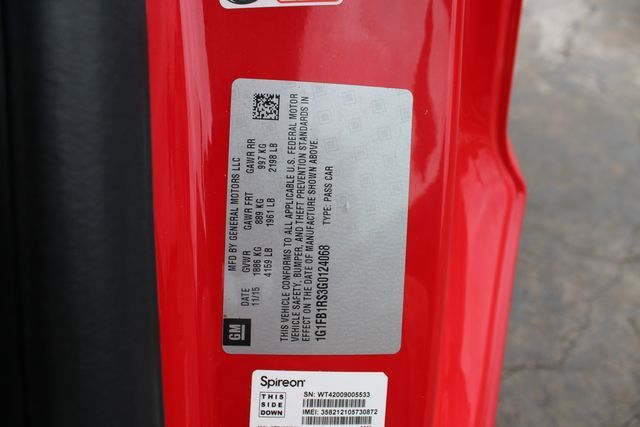 MFD BY GENERAL MOTORS LLC
DATE GVWR GAWR FRT GAWR RR
11/15 1886 KG 889 KG 997 KG
4159 LB 1961 LB 2198 LB
THIS VEHICLE CONFORMS TO ALL APPLICABLE U.S. FEDERAL MOTOR
VEHICLE SAFETY, BUMPER, AND THEFT PREVENTION STANDARDS IN
EFFECT ON THE DATE OF MANUFACTURE SHOWN ABOVE.
1G1FB1RS3G0124068 TYPE: PASS CAR
GM
Spireon
THIS
SIDE
DOWN
SN: WT42009005533
IMEI: 358212105730872